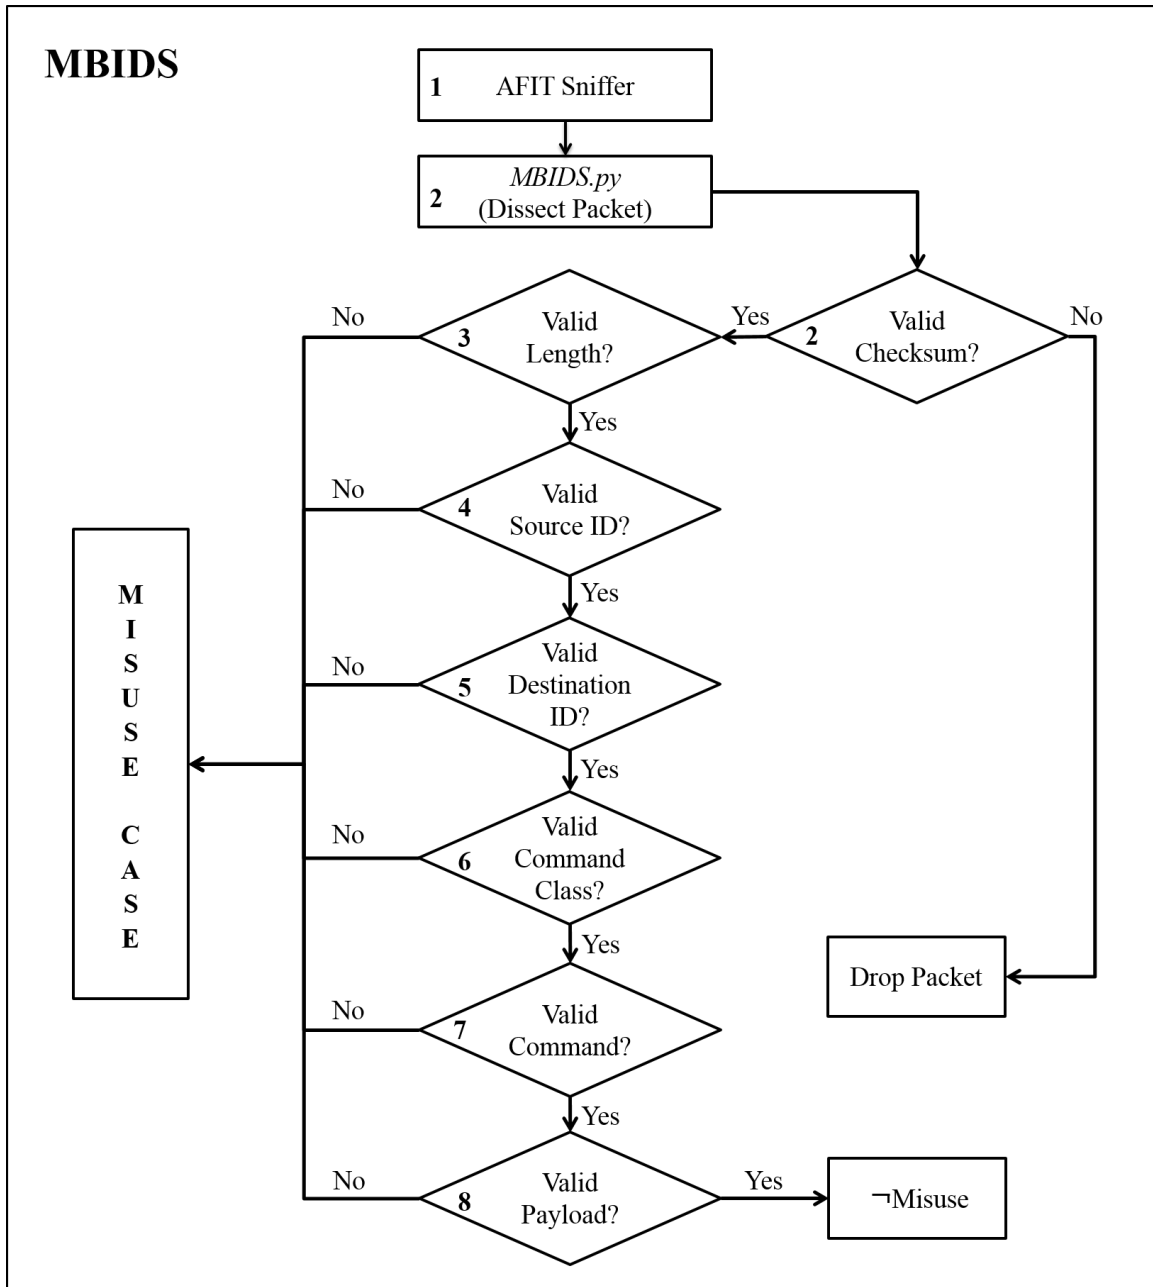 MBIDS
1 AFIT Sniffer
2 MBIDS.py
(Dissect Packet)
2 Valid
Checksum?
Yes
No
3 Valid
Length?
No
Yes
4 Valid
Source ID?
No
Yes
5 Valid
Destination
ID?
No
Yes
6 Valid
Command
Class?
No
Yes
7 Valid
Command?
No
Yes
8 Valid
Payload?
No
Yes
¬Misuse
Drop Packet
MISUSE
CASE